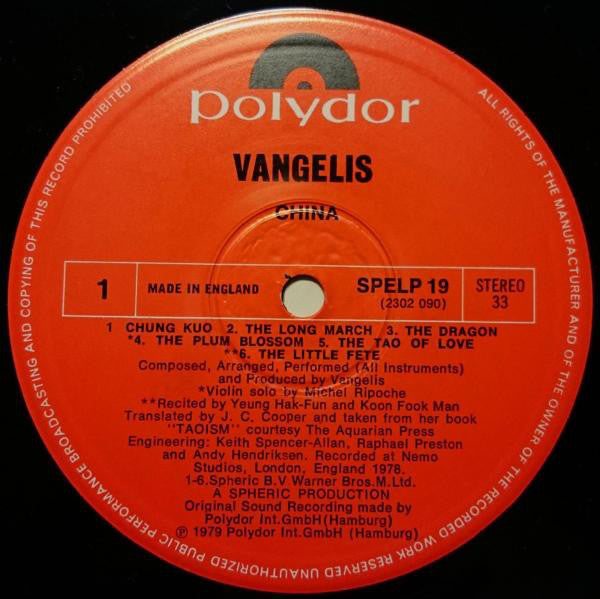 polydor
VANGELIS
CHINA
1
MADE IN ENGLAND
SPELP 19
(2302 090)
STEREO
33
1 CHUNG KUO 2. THE LONG MARCH 3. THE DRAGON
*4. THE PLUM BLOSSOM 5. THE TAO OF LOVE
**6. THE LITTLE FETE
Composed, Arranged, Performed (All Instruments)
and Produced by Vangelis
*Violin solo by Michel Ripoche
**Recited by Yeung Hak-Fun and Koon Fook Man
Translated by J. C. Cooper and taken from her book
"TAOISM" courtesy The Aquarian Press
Engineering: Keith Spencer-Allan, Raphael Preston
and Andy Hendriksen. Recorded at Nemo
Studios, London, England 1978.
1-6.Spheric B.V Warner Bros.M.Ltd.
A SPHERIC PRODUCTION
Original Sound Recording made by
Polydor Int.GmbH(Hamburg)
℗ 1979 Polydor Int.GmbH (Hamburg)
ALL RIGHTS OF THE MANUFACTURER AND OF THE OWNER OF THE RECORDED WORK RESERVED UNAUTHORIZED PUBLIC PERFORMANCE BROADCASTING AND COPYING OF THIS RECORD PROHIBITED